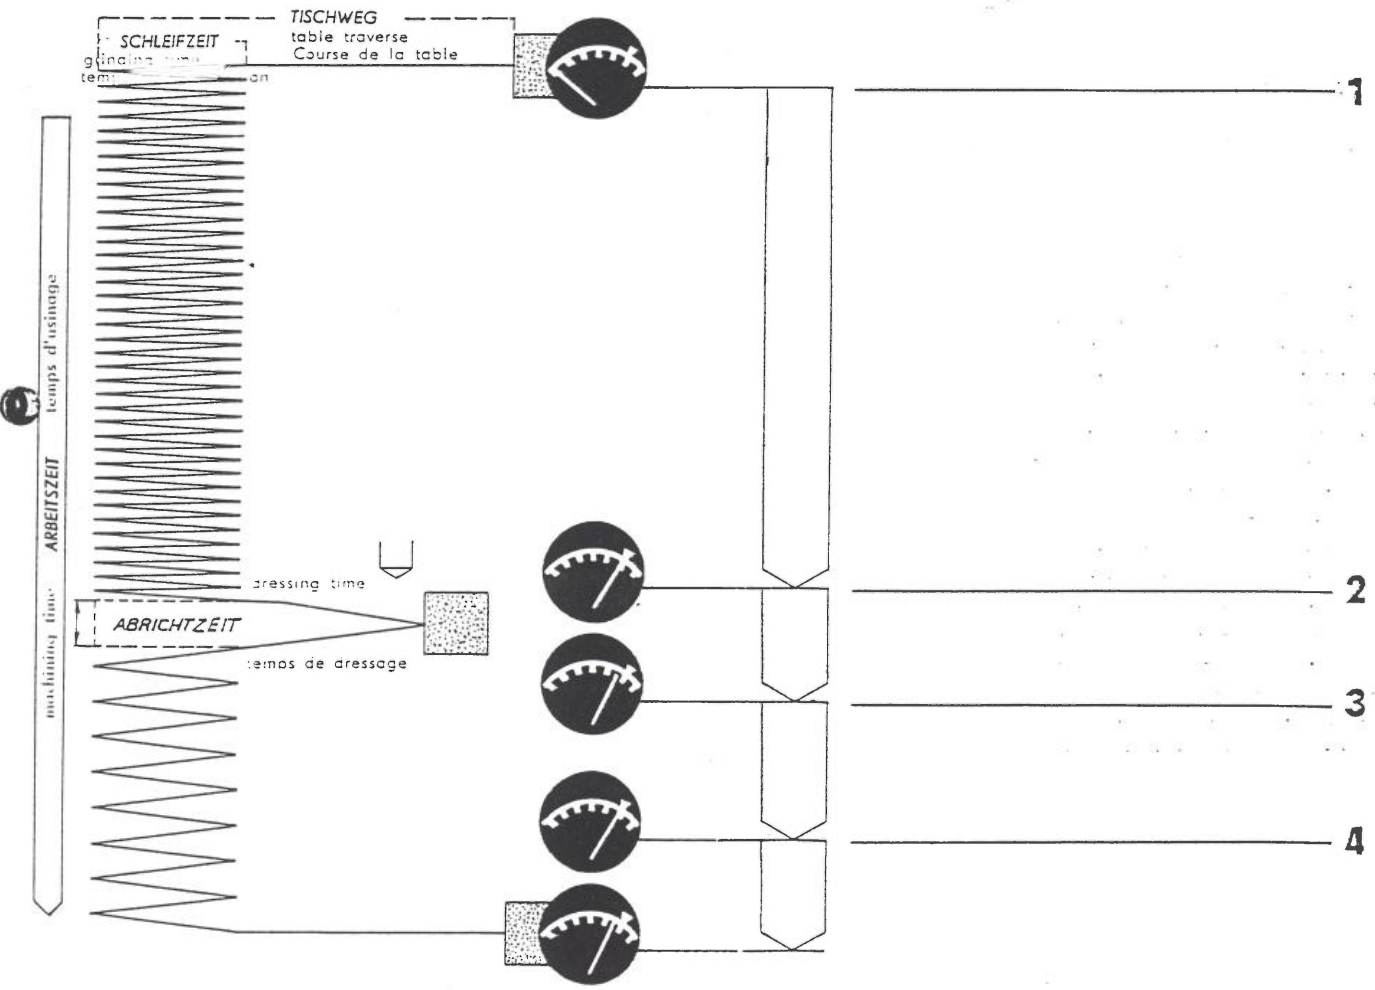 TISCHWEG
table traverse
Course de la table
SCHLEIFZEIT
1
temps d'usinage
ARBEITSZEIT
machining time
dressing time
2
ABRICHTZEIT
temps de dressage
3
4